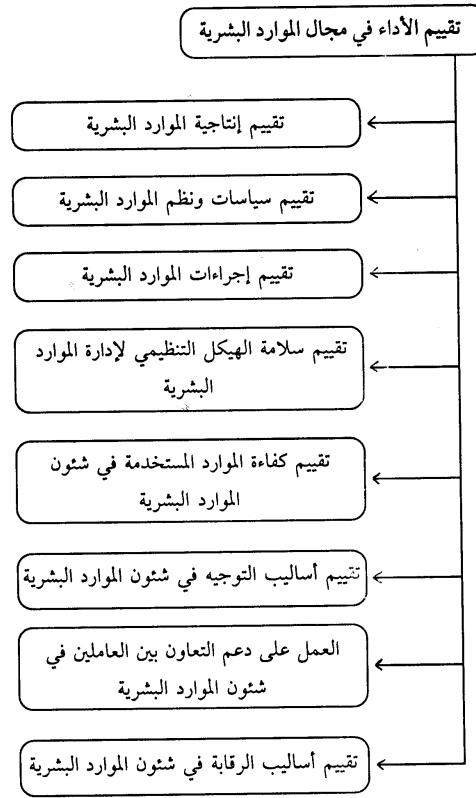 تقييم الأداء في مجال الموارد البشرية
تقييم إنتاجية الموارد البشرية
تقييم سياسات ونظم الموارد البشرية
تقييم إجراءات الموارد البشرية
تقييم سلامة الهيكل التنظيمي لإدارة الموارد
البشرية
تقييم كفاءة الموارد المستخدمة في شئون
الموارد البشرية
تقييم أساليب التوجيه في شئون الموارد البشرية
العمل على دعم التعاون بين العاملين في
شئون الموارد البشرية
تقييم أساليب الرقابة في شئون الموارد البشرية